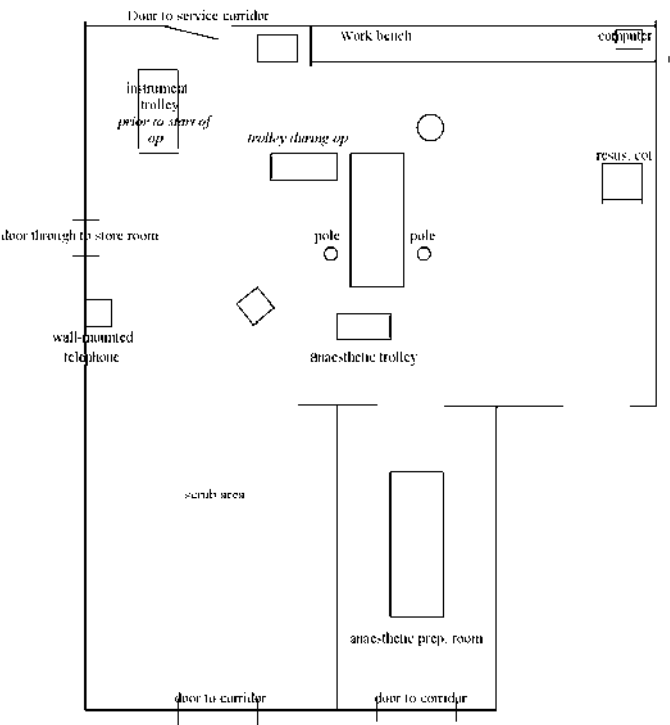 Door to service corridor
Work bench
computer
instrument
trolley
prior to start of
op
trolley during op
resus. cot
door through to store room
pole
pole
wall-mounted
telephone
anaesthetic trolley
scrub area
anaesthetic prep. room
door to corridor
door to corridor